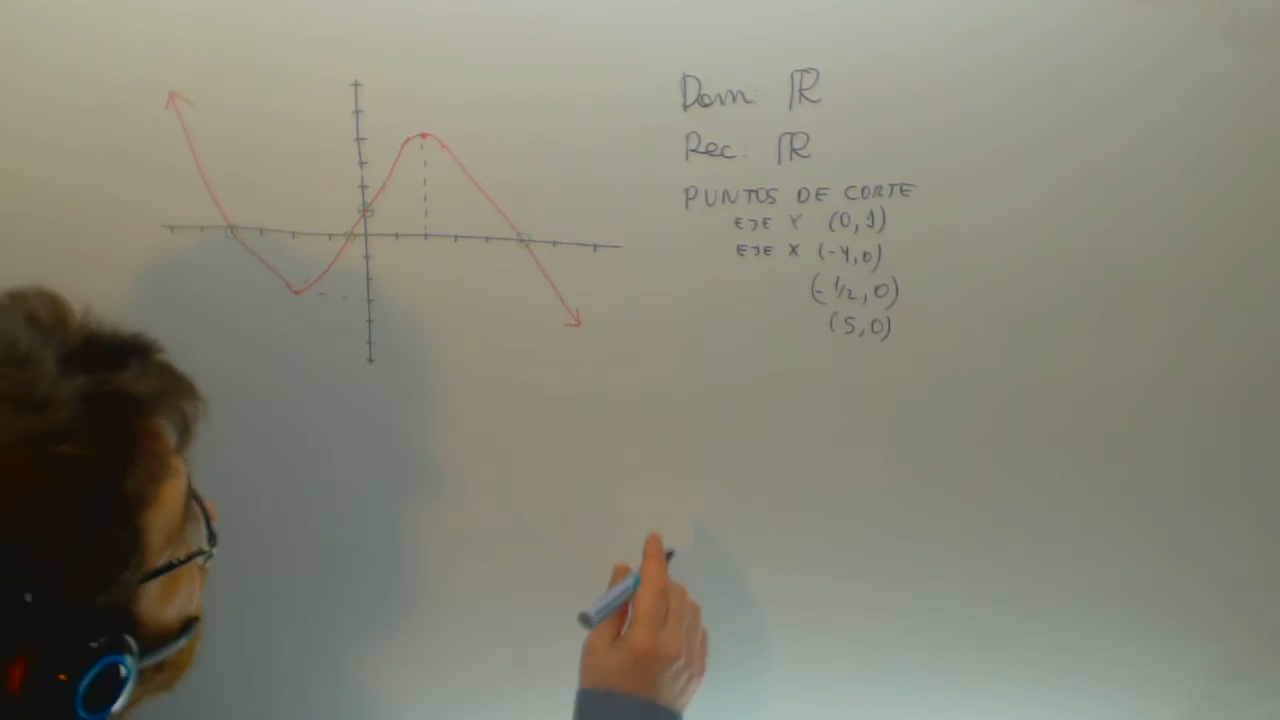 Dom: ℝ
Rec: ℝ
PUNTOS DE CORTE
EJE Y (0,1)
EJE X (-4,0)
(-1/2,0)
(5,0)